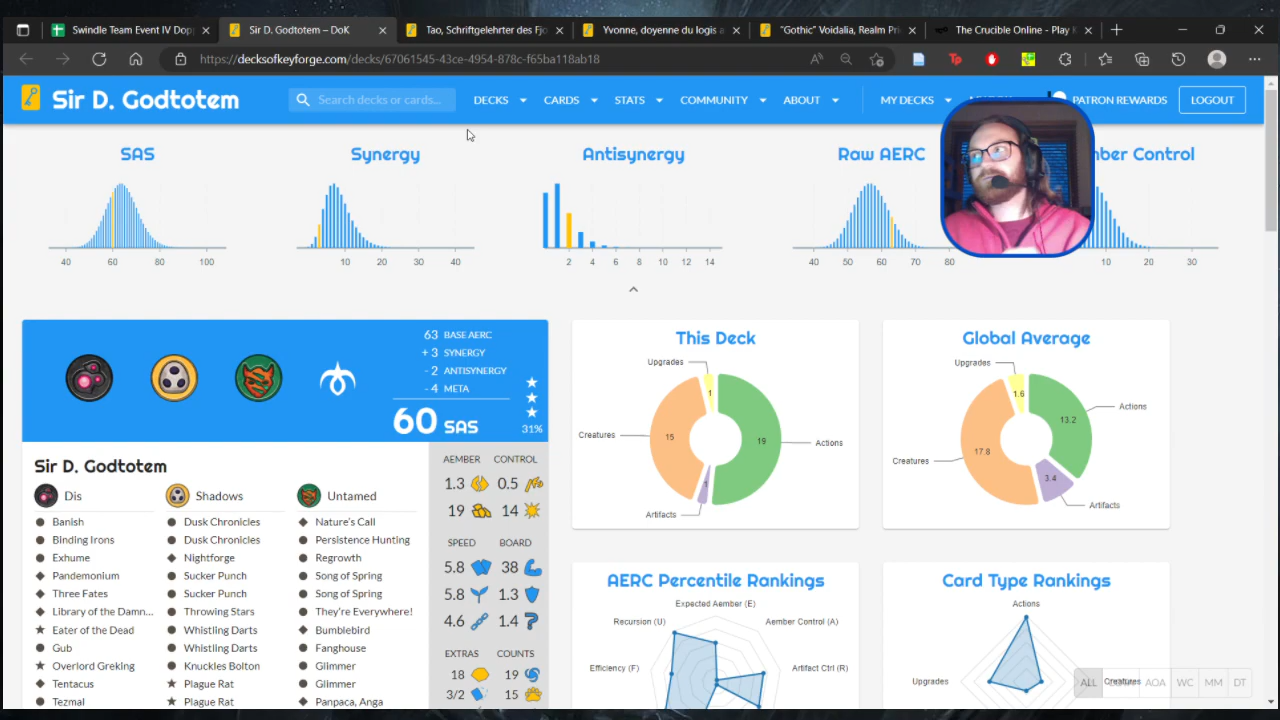 Swindle Team Event IV Dopp
Sir D. Godtotem – DoK
Tao, Schriftgelehrter des Fjo
Yvonne, doyenne du logis a
"Gothic" Voidalia, Realm Pri
The Crucible Online - Play K
https://decksofkeyforge.com/decks/67061545-43ce-4954-878c-f65ba118ab18
Sir D. Godtotem
Search decks or cards...
DECKS
CARDS
STATS
COMMUNITY
ABOUT
MY DECKS
PATRON REWARDS
LOGOUT
SAS
Synergy
Antisynergy
Raw AERC
mber Control
40 60 80 100
10 20 30 40
2 4 6 8 10 12 14
40 50 60 70 80
10 20 30
63 BASE AERC
+ 3 SYNERGY
- 2 ANTISYNERGY
- 4 META
60 SAS
31%
This Deck
Upgrades
1
Creatures
15
19
Actions
1
Artifacts
Global Average
Upgrades
1.6
13.2
Actions
Creatures
17.8
3.4
Artifacts
Sir D. Godtotem
Dis
Banish
Binding Irons
Exhume
Pandemonium
Three Fates
Library of the Damn...
Eater of the Dead
Gub
Overlord Greking
Tentacus
Tezmal
Shadows
Dusk Chronicles
Dusk Chronicles
Nightforge
Sucker Punch
Sucker Punch
Throwing Stars
Whistling Darts
Whistling Darts
Knuckles Bolton
Plague Rat
Plague Rat
Untamed
Nature's Call
Persistence Hunting
Regrowth
Song of Spring
Song of Spring
They're Everywhere!
Bumblebird
Fanghouse
Glimmer
Glimmer
Panpaca, Anga
AEMBER CONTROL
1.3 0.5
19 14
SPEED BOARD
5.8 38
5.8 1.3
4.6 1.4
EXTRAS COUNTS
18 19
3/2 15
AERC Percentile Rankings
Expected Aember (E)
Recursion (U)
Aember Control (A)
Efficiency (F)
Artifact Ctrl (R)
Card Type Rankings
Actions
Upgrades
Creatures
ALL
AOA
WC
MM
DT